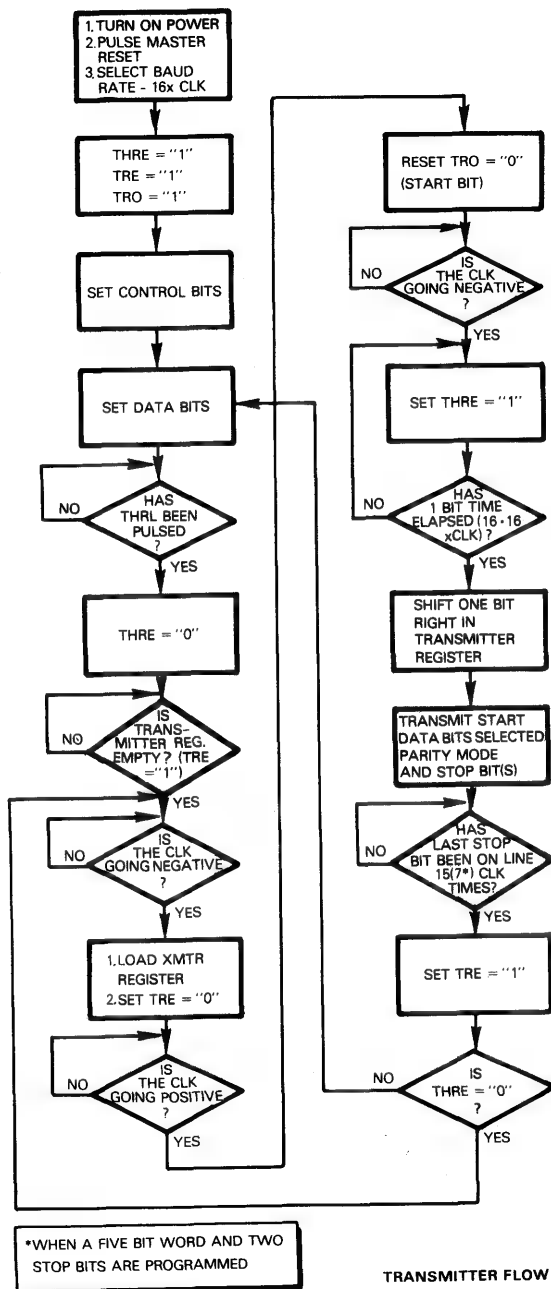 1.TURN ON POWER
2.PULSE MASTER
RESET
3.SELECT BAUD
RATE - 16x CLK
THRE = "1"
TRE = "1"
TRO = "1"
SET CONTROL BITS
SET DATA BITS
HAS
THRL BEEN
PULSED
?
NO
YES
THRE = "0"
IS
TRANS-
MITTER REG.
EMPTY? (TRE
="1")
NO
YES
IS
THE CLK
GOING NEGATIVE
?
NO
YES
1.LOAD XMTR
REGISTER
2.SET TRE = "0"
IS
THE CLK
GOING POSITIVE
?
NO
YES
RESET TRO = "0"
(START BIT)
IS
THE CLK
GOING NEGATIVE
?
NO
YES
SET THRE = "1"
HAS
1 BIT TIME
ELAPSED (16 · 16
xCLK) ?
NO
YES
SHIFT ONE BIT
RIGHT IN
TRANSMITTER
REGISTER
TRANSMIT START
DATA BITS SELECTED
PARITY MODE
AND STOP BIT(S)
HAS
LAST STOP
BIT BEEN ON LINE
15(7*) CLK
TIMES?
NO
YES
SET TRE = "1"
IS
THRE = "0"
?
NO
YES
*WHEN A FIVE BIT WORD AND TWO
STOP BITS ARE PROGRAMMED
TRANSMITTER FLOW